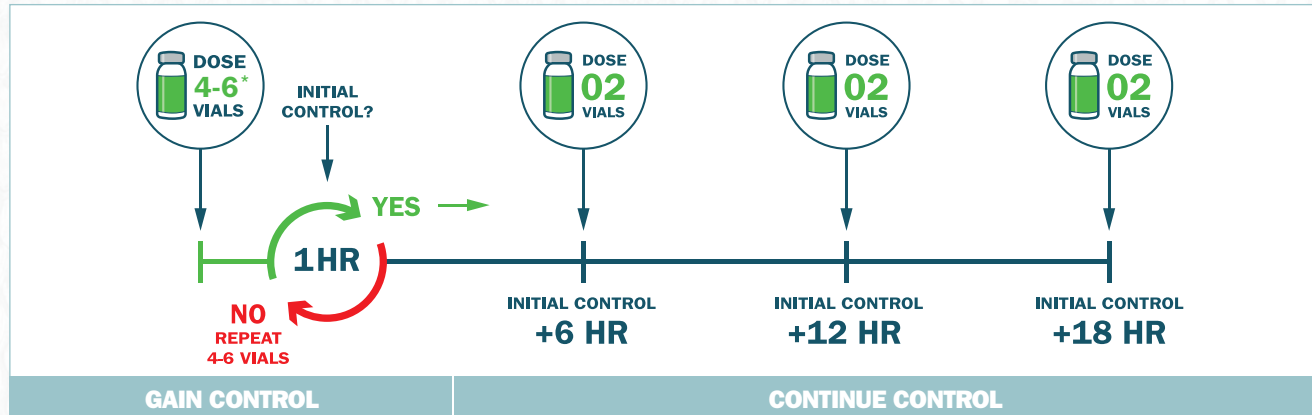 DOSE
4-6*
VIALS
INITIAL
CONTROL?
DOSE
02
VIALS
DOSE
02
VIALS
DOSE
02
VIALS
YES
1HR
NO
REPEAT
4-6 VIALS
INITIAL CONTROL
+6 HR
INITIAL CONTROL
+12 HR
INITIAL CONTROL
+18 HR
GAIN CONTROL
CONTINUE CONTROL